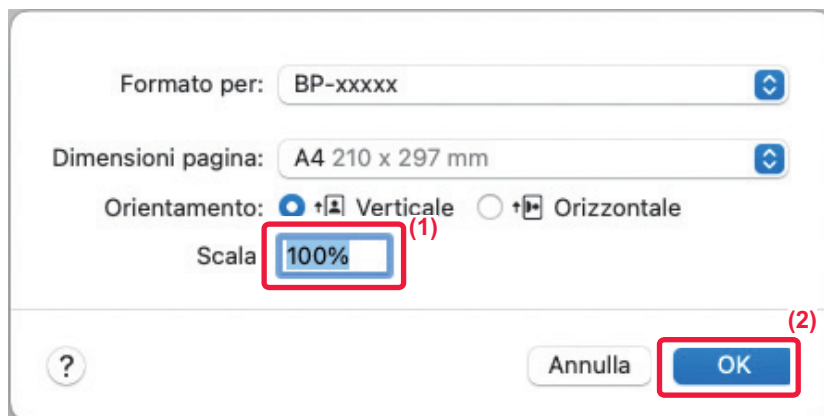 Formato per: BP-xxxxx
Dimensioni pagina: A4 210 x 297 mm
Orientamento: Verticale Orizzontale
(1)
Scala 100%
(2)
? Annulla OK